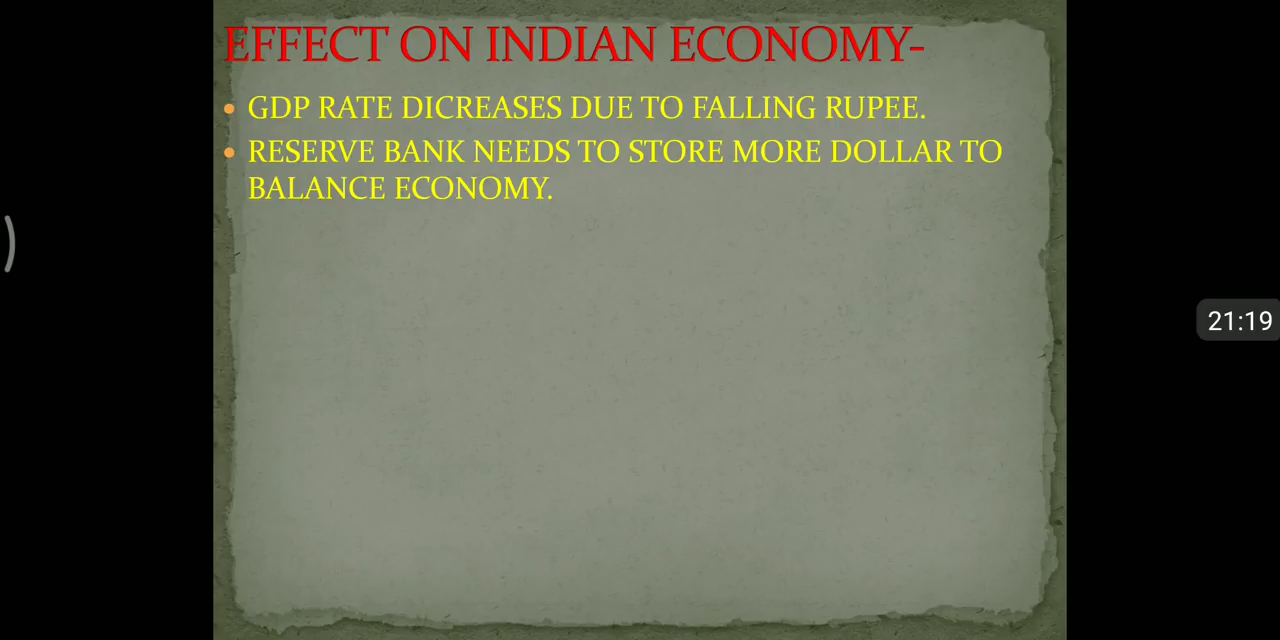 EFFECT ON INDIAN ECONOMY-
• GDP RATE DICREASES DUE TO FALLING RUPEE.
• RESERVE BANK NEEDS TO STORE MORE DOLLAR TO
BALANCE ECONOMY.
21:19